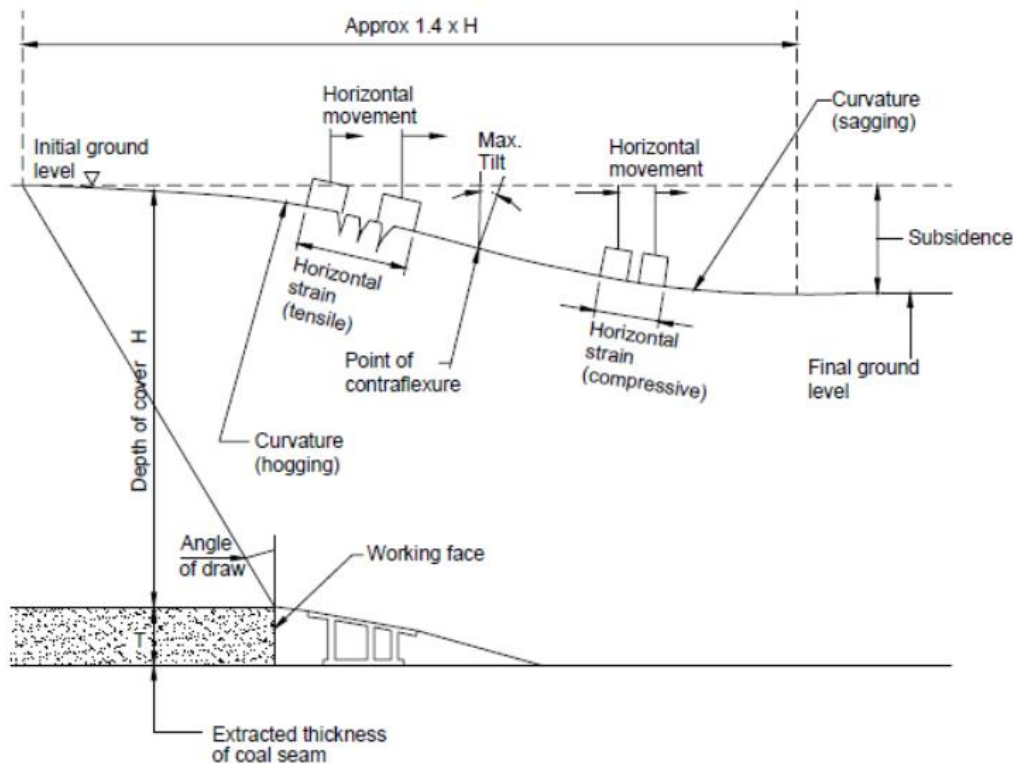 Approx 1.4 x H
Horizontal
movement
Curvature
(sagging)
Initial ground
level
Max.
Tilt
Horizontal
movement
Subsidence
Horizontal
strain
(tensile)
Horizontal
strain
(compressive)
Point of
contraflexure
Final ground
level
Depth of cover H
Curvature
(hogging)
Angle
of draw
Working face
T
Extracted thickness
of coal seam